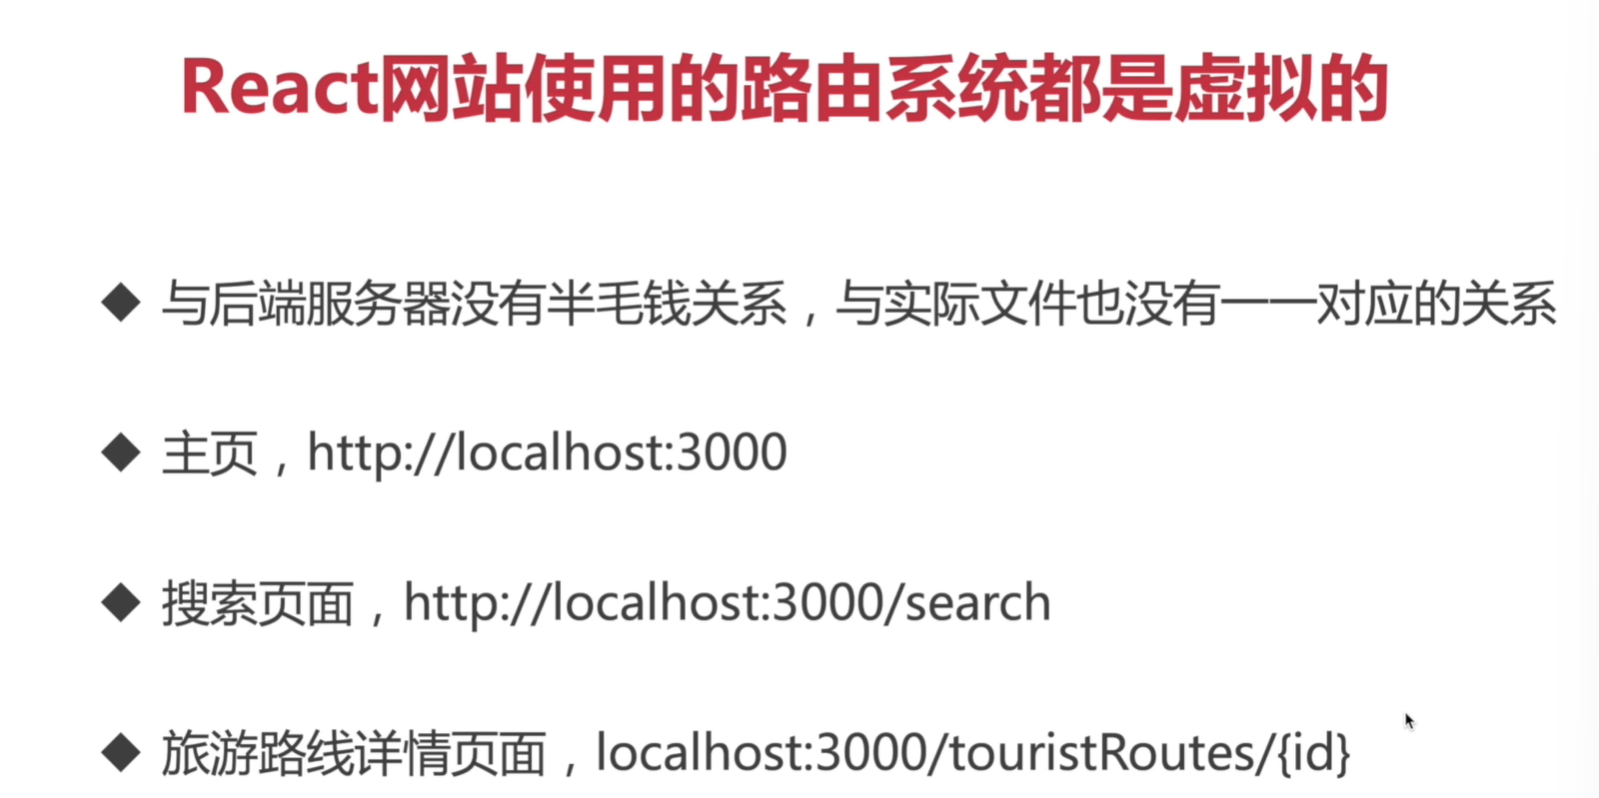 React网站使用的路由系统都是虚拟的
◆ 与后端服务器没有半毛钱关系，与实际文件也没有一一对应的关系
◆ 主页，http://localhost:3000
◆ 搜索页面，http://localhost:3000/search
◆ 旅游路线详情页面，localhost:3000/touristRoutes/{id}